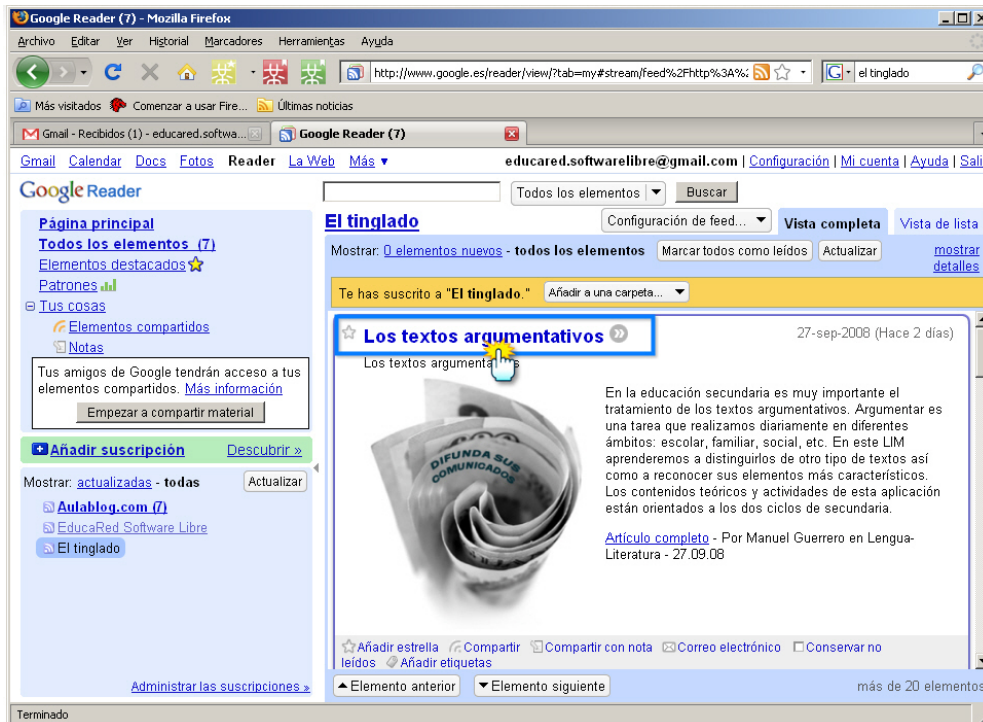 Google Reader (7) - Mozilla Firefox
Archivo Editar Ver Historial Marcadores Herramientas Ayuda
http://www.google.es/reader/view/?tab=my#stream/feed%2Fhttp%3A%
el tinglado
Más visitados Comenzar a usar Fire... Últimas noticias
Gmail - Recibidos (1) - educared.softwa... Google Reader (7)
Gmail Calendar Docs Fotos Reader La Web Más ▼ educared.softwarelibre@gmail.com | Configuración | Mi cuenta | Ayuda | Sali
Google Reader
Todos los elementos Buscar
Página principal
Todos los elementos (7)
Elementos destacados
Patrones
Tus cosas
Elementos compartidos
Notas
Tus amigos de Google tendrán acceso a tus
elementos compartidos. Más información
Empezar a compartir material
Añadir suscripción Descubrir »
Mostrar: actualizadas - todas Actualizar
Aulablog.com (7)
EducaRed Software Libre
El tinglado
Administrar las suscripciones »
El tinglado Configuración de feed... Vista completa Vista de lista
Mostrar: 0 elementos nuevos - todos los elementos Marcar todos como leídos Actualizar mostrar
detalles
Te has suscrito a "El tinglado." Añadir a una carpeta...
Los textos argumentativos » 27-sep-2008 (Hace 2 días)
Los textos argumentativos
DIFUNDA SUS
COMUNICADOS
En la educación secundaria es muy importante el
tratamiento de los textos argumentativos. Argumentar es
una tarea que realizamos diariamente en diferentes
ámbitos: escolar, familiar, social, etc. En este LIM
aprenderemos a distinguirlos de otro tipo de textos así
como a reconocer sus elementos más característicos.
Los contenidos teóricos y actividades de esta aplicación
están orientados a los dos ciclos de secundaria.
Artículo completo - Por Manuel Guerrero en Lengua-
Literatura - 27.09.08
Añadir estrella Compartir Compartir con nota Correo electrónico Conservar no
leídos Añadir etiquetas
Elemento anterior Elemento siguiente más de 20 elementos
Terminado